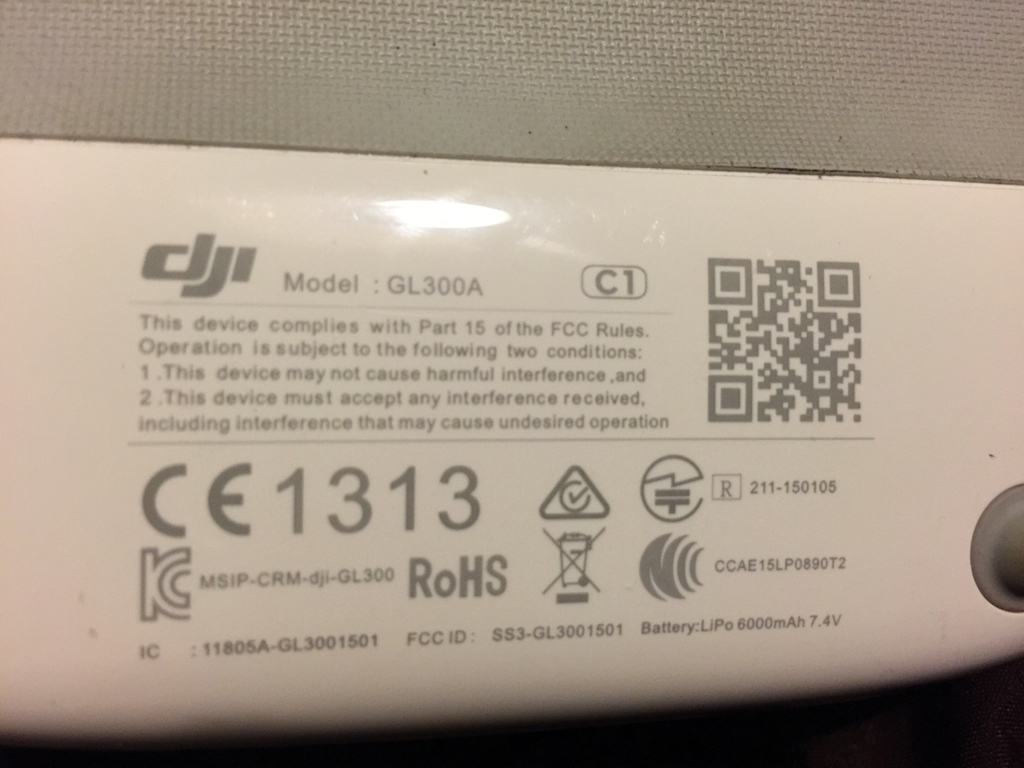 dji Model : GL300A C1
This device complies with Part 15 of the FCC Rules.
Operation is subject to the following two conditions:
1 .This device may not cause harmful interference ,and
2 .This device must accept any interference received,
including interference that may cause undesired operation
CE1313
R 211-150105
MSIP-CRM-dji-GL300 RoHS
CCAE15LP0890T2
IC : 11805A-GL3001501 FCC ID : SS3-GL3001501 Battery:LiPo 6000mAh 7.4V